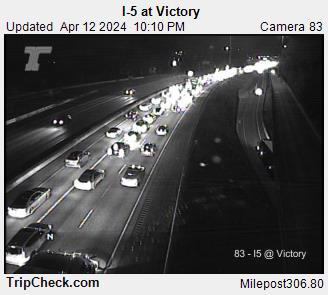 I-5 at Victory
Updated Apr 12 2024 10:10 PM Camera 83
T
N
83 - I5 @ Victory
TripCheck.com Milepost306.80